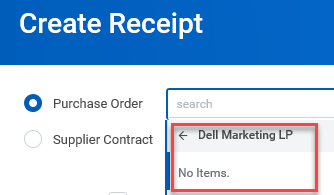 Create Receipt
Purchase Order
search
Supplier Contract
← Dell Marketing LP
No Items.